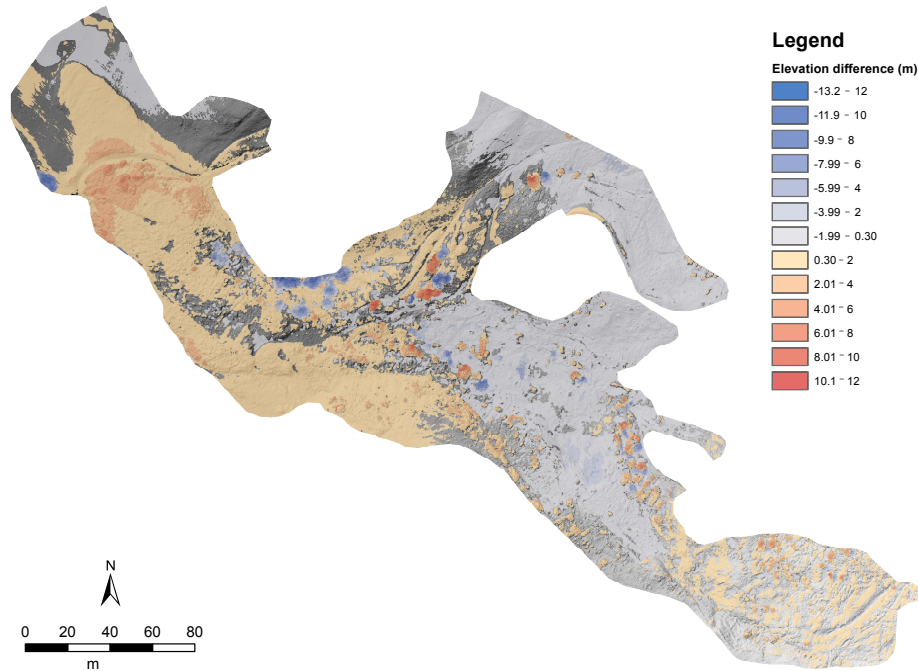 Legend
Elevation difference (m)
-13.2 - 12
-11.9 - 10
-9.9 - 8
-7.99 - 6
-5.99 - 4
-3.99 - 2
-1.99 - 0.30
0.30 - 2
2.01 - 4
4.01 - 6
6.01 - 8
8.01 - 10
10.1 - 12
N
0 20 40 60 80
m